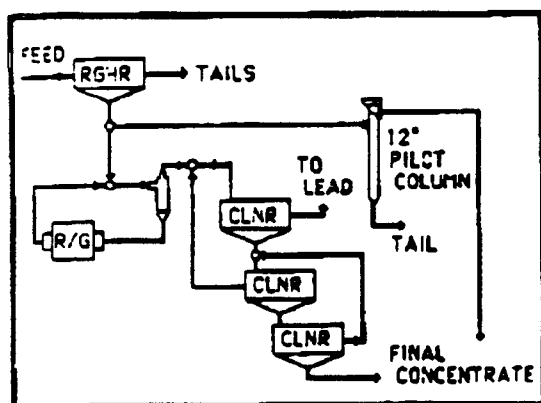 FEED
RGHR
TAILS
12"
PILOT
COLUMN
TO
LEAD
CLNR
TAIL
R/G
CLNR
CLNR
FINAL
CONCENTRATE